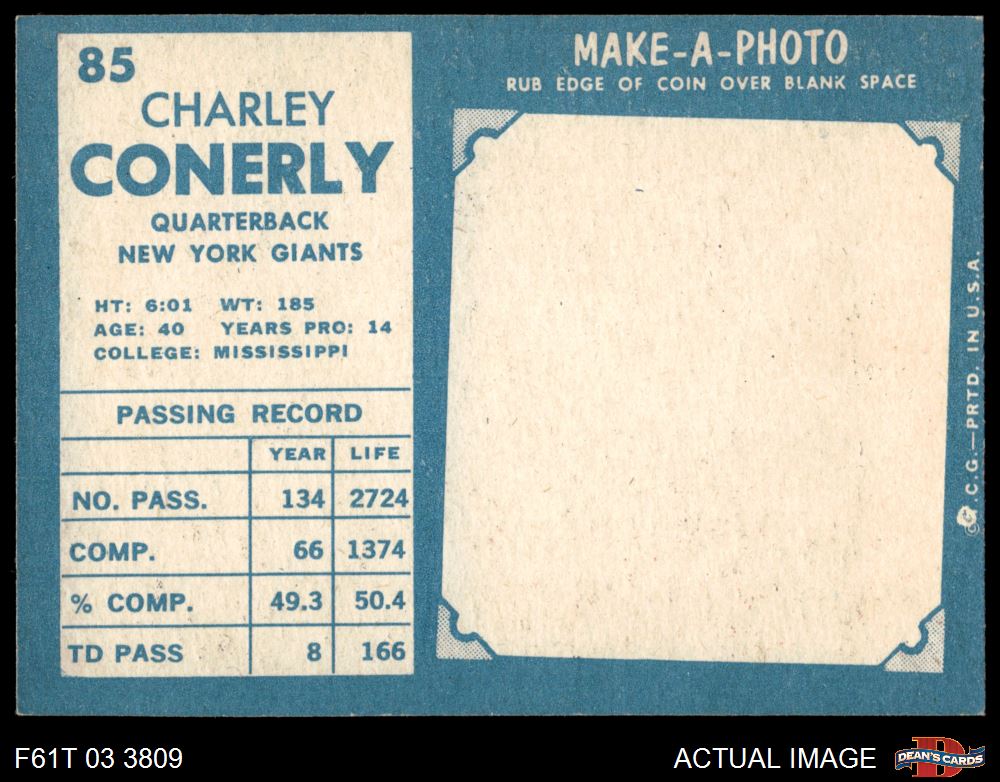 85
CHARLEY
CONERLY
QUARTERBACK
NEW YORK GIANTS
HT: 6:01 WT: 185
AGE: 40 YEARS PRO: 14
COLLEGE: MISSISSIPPI
PASSING RECORD
YEAR LIFE
NO. PASS. 134 2724
COMP. 66 1374
% COMP. 49.3 50.4
TD PASS 8 166
MAKE-A-PHOTO
RUB EDGE OF COIN OVER BLANK SPACE
©T.C.G.—PRTD. IN U.S.A.
F61T 03 3809
ACTUAL IMAGE
DEAN'S CARDS